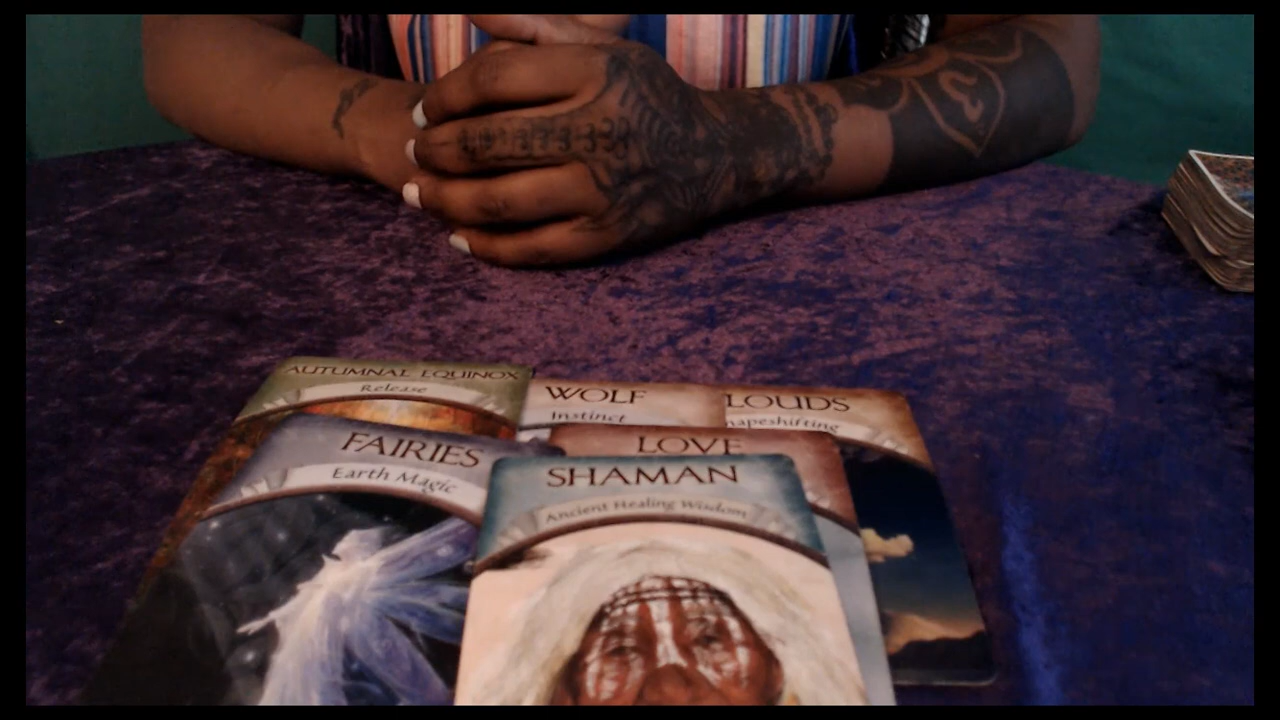 AUTUMNAL EQUINOX
Release
WOLF
Instinct
LOUDS
hapeshifting
FAIRIES
Earth Magic
LOVE
SHAMAN
Ancient Healing Wisdom